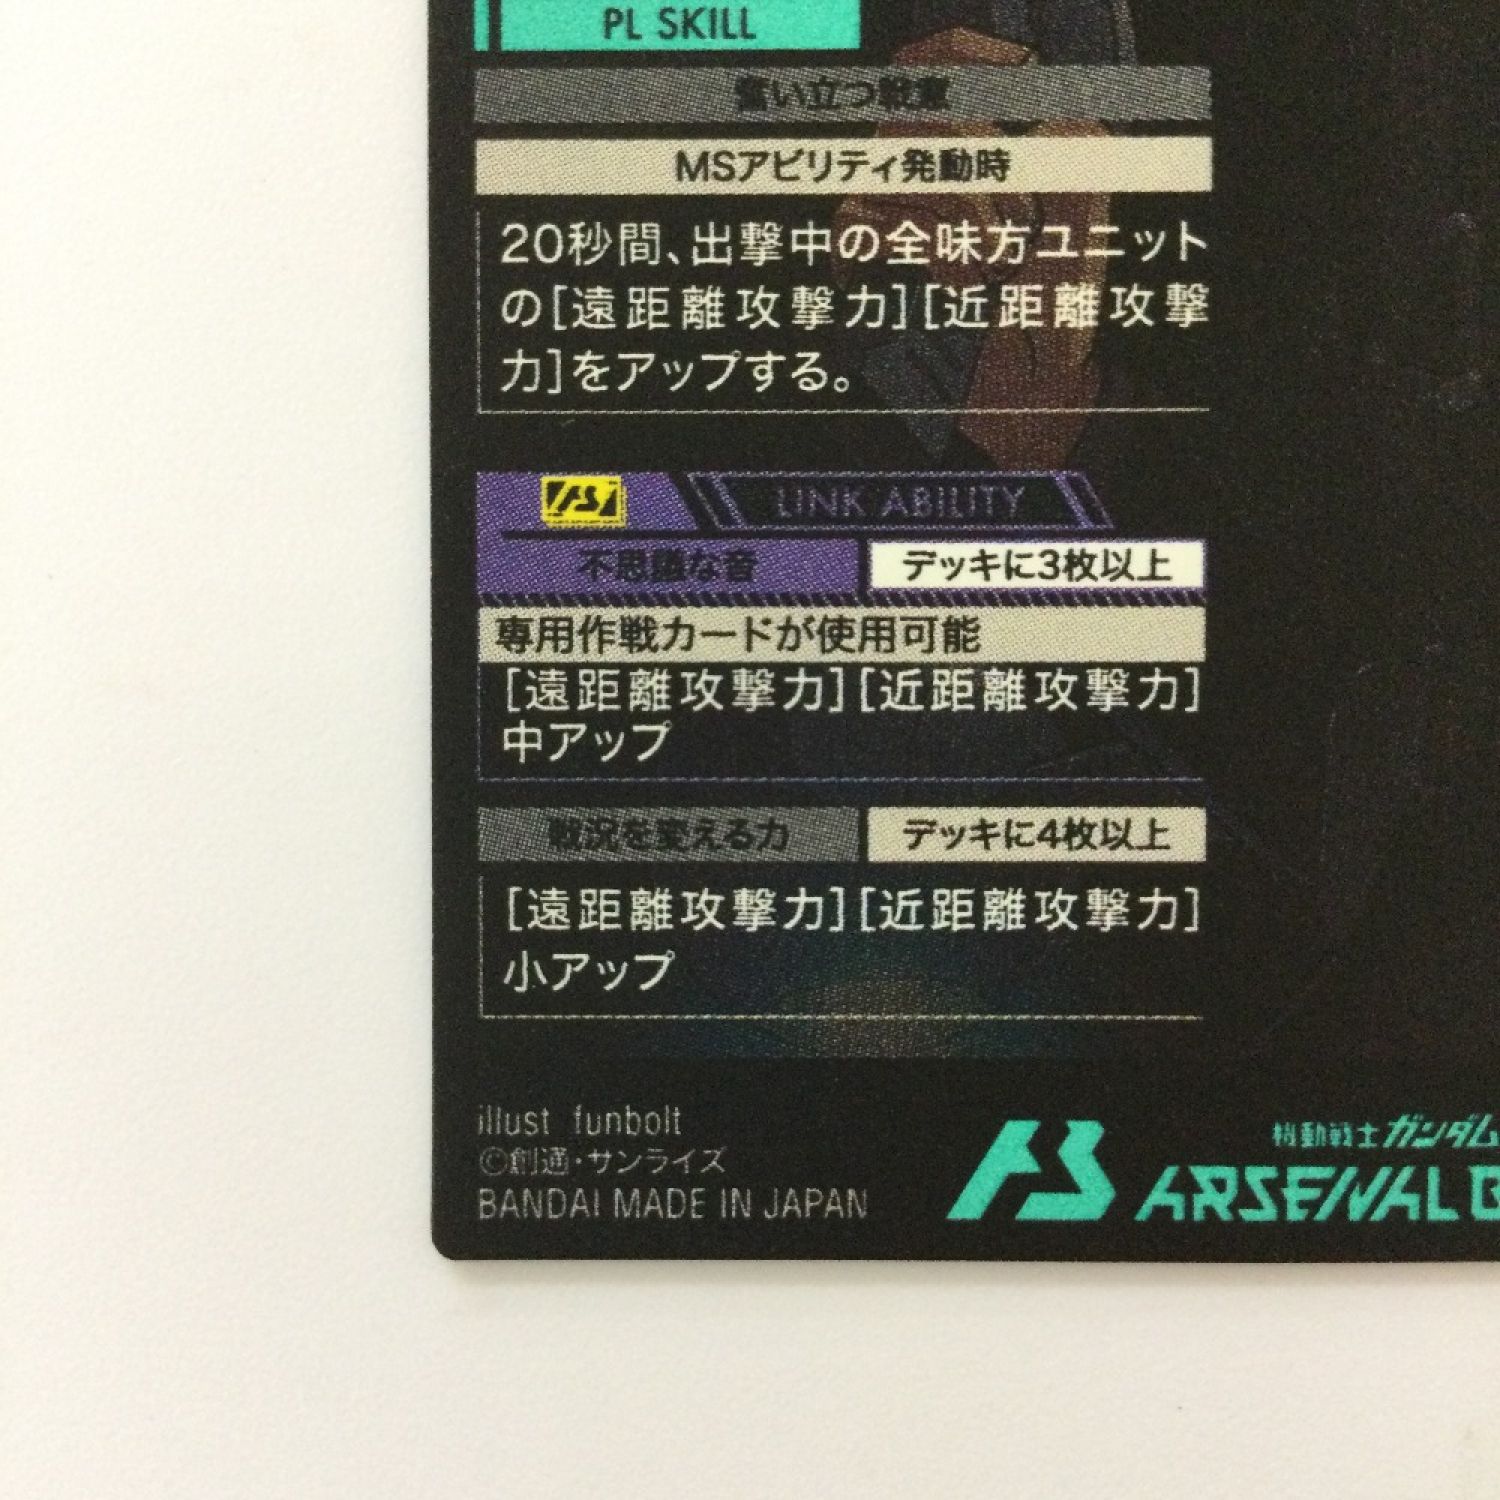 PL SKILL
奮い立つ戦意
MSアビリティ発動時
20秒間、出撃中の全味方ユニット
の[遠距離攻撃力][近距離攻撃
力]をアップする。
LINK ABILITY
不思議な音
デッキに3枚以上
専用作戦カードが使用可能
[遠距離攻撃力][近距離攻撃力]
中アップ
戦況を変える力
デッキに4枚以上
[遠距離攻撃力][近距離攻撃力]
小アップ
illust funbolt
©創通・サンライズ
BANDAI MADE IN JAPAN
機動戦士ガンダム
ARSENAL B